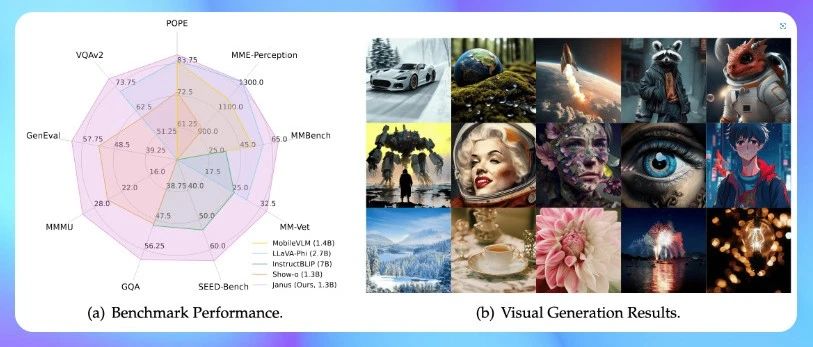 POPE
VQAv2
83.75
MME-Perception
73.75
1300.0
72.5
62.5
1100.0
61.25
GenEval
57.75
51.25
900.0
MMBench
65.0
48.5
45.0
39.25
25.0
16.0
17.5
22.0
38.75
40.0
25.0
MMMU
28.0
32.5
MM-Vet
47.5
50.0
56.25
60.0
GQA
SEED-Bench
MobileVLM (1.4B)
LLaVA-Phi (2.7B)
InstructBLIP (7B)
Show-o (1.3B)
Janus (Ours, 1.3B)
(a) Benchmark Performance.
(b) Visual Generation Results.